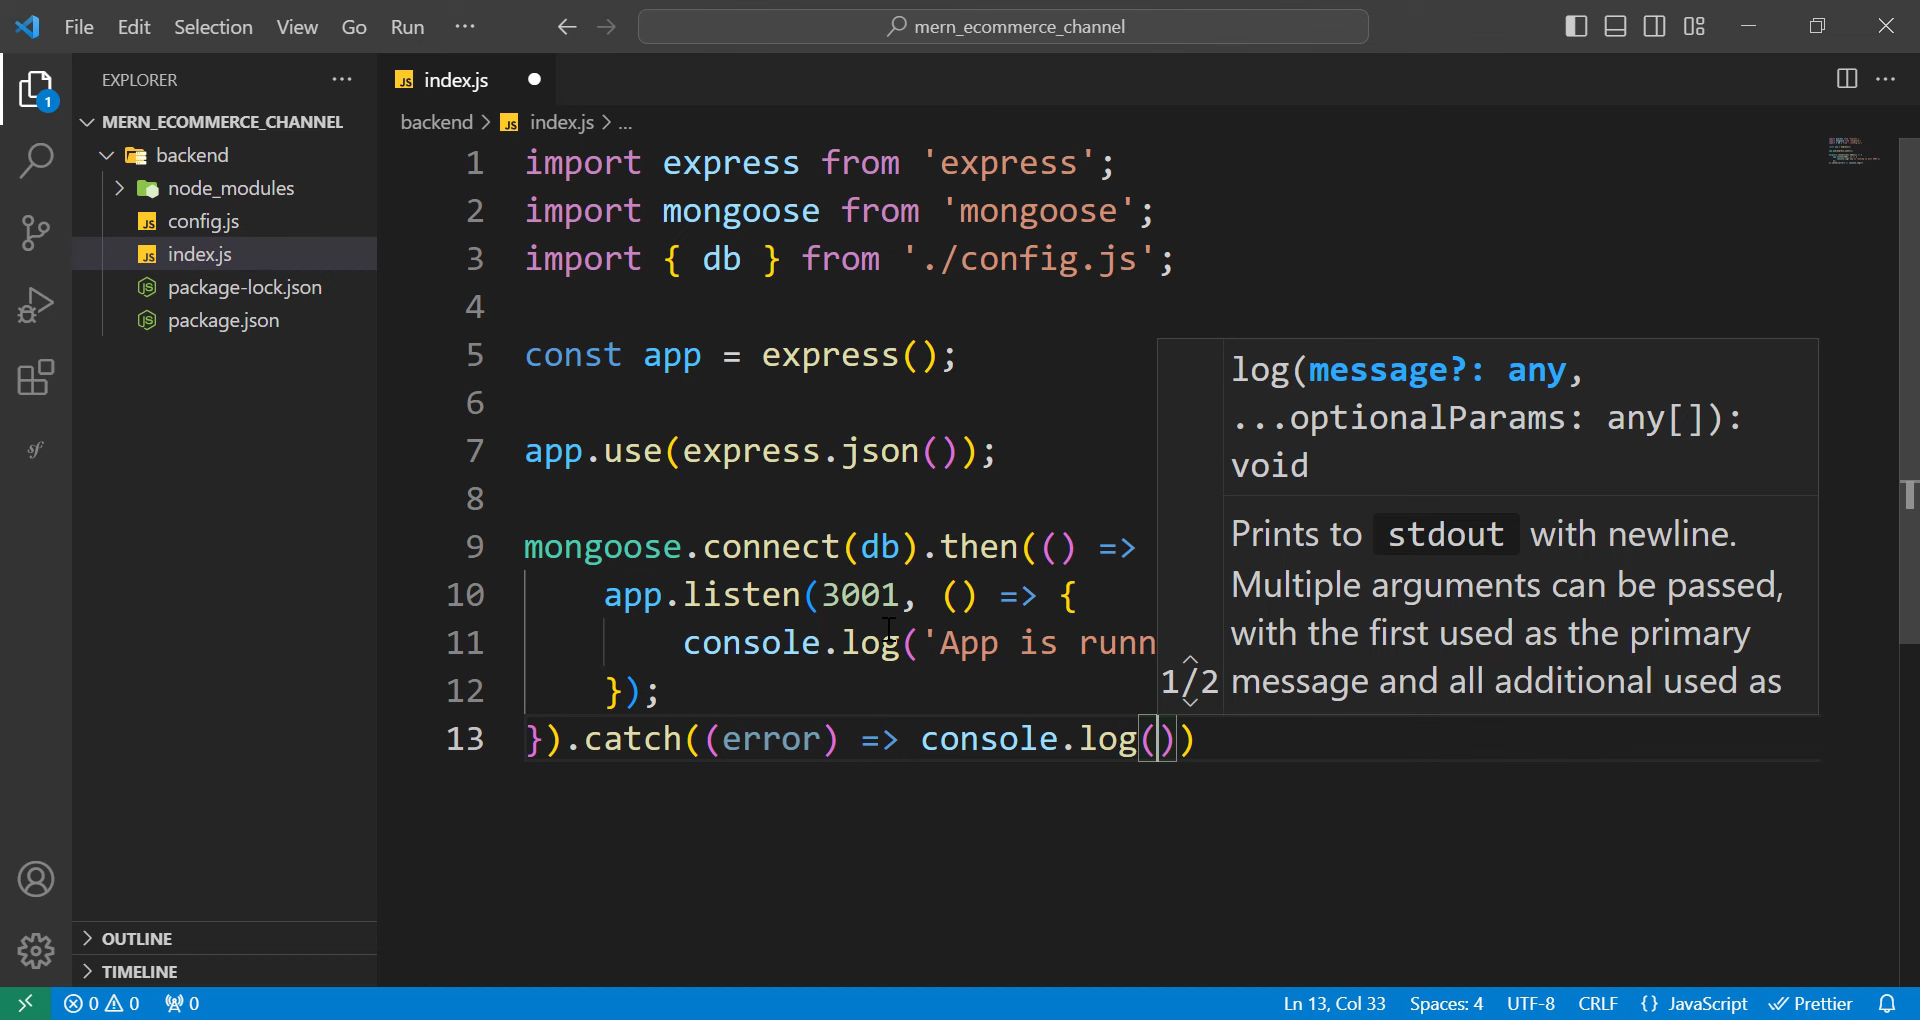 File Edit Selection View Go Run ...
mern_ecommerce_channel
EXPLORER
MERN_ECOMMERCE_CHANNEL
backend
node_modules
config.js
index.js
package-lock.json
package.json
OUTLINE
TIMELINE
1
sf
JS index.js
backend > JS index.js > ...
1 import express from 'express';
2 import mongoose from 'mongoose';
3 import { db } from './config.js';
4
5 const app = express();
6
7 app.use(express.json());
8
9 mongoose.connect(db).then(() =>
10 app.listen(3001, () => {
11 console.log('App is runn
12 });
13 }).catch((error) => console.log())
log(message?: any,
...optionalParams: any[]):
void
Prints to stdout with newline.
Multiple arguments can be passed,
with the first used as the primary
1/2 message and all additional used as
0 0 0 Ln 13, Col 33 Spaces: 4 UTF-8 CRLF {} JavaScript Prettier